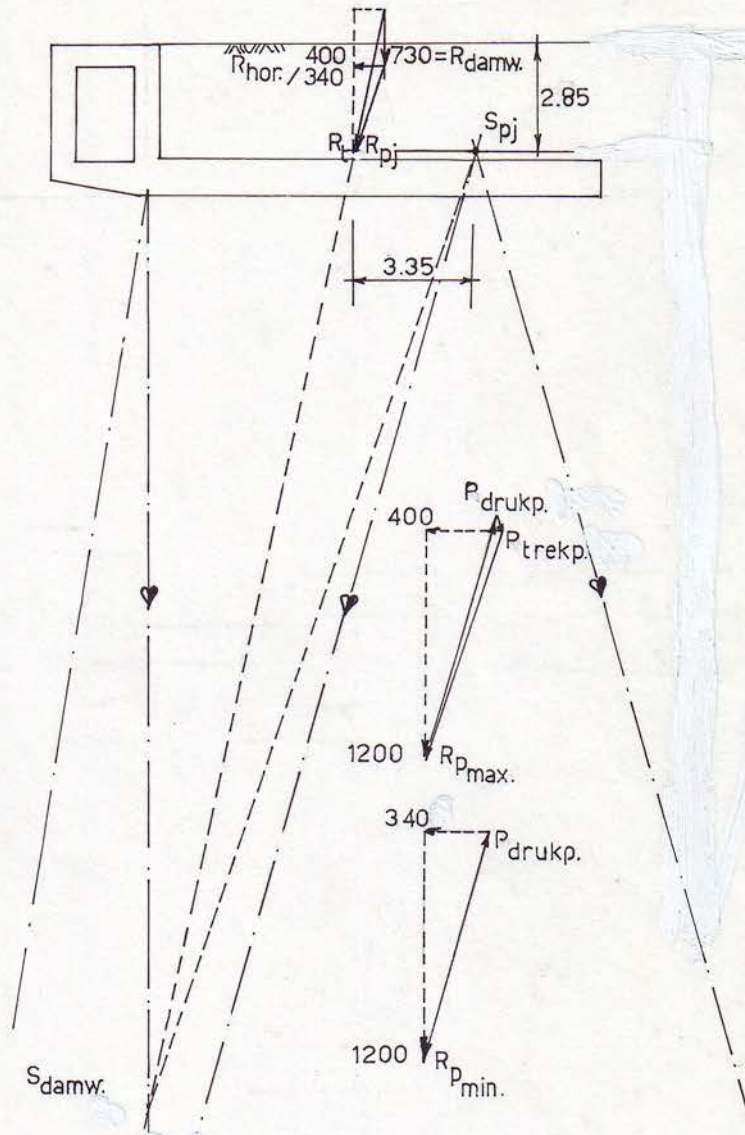 400
R hor. / 340
730 = R damw.
2.85
S pj
R t
R pj
3.35
P drukp.
400
P trekp.
1200
R p max.
340
P drukp.
1200
R p min.
S damw.